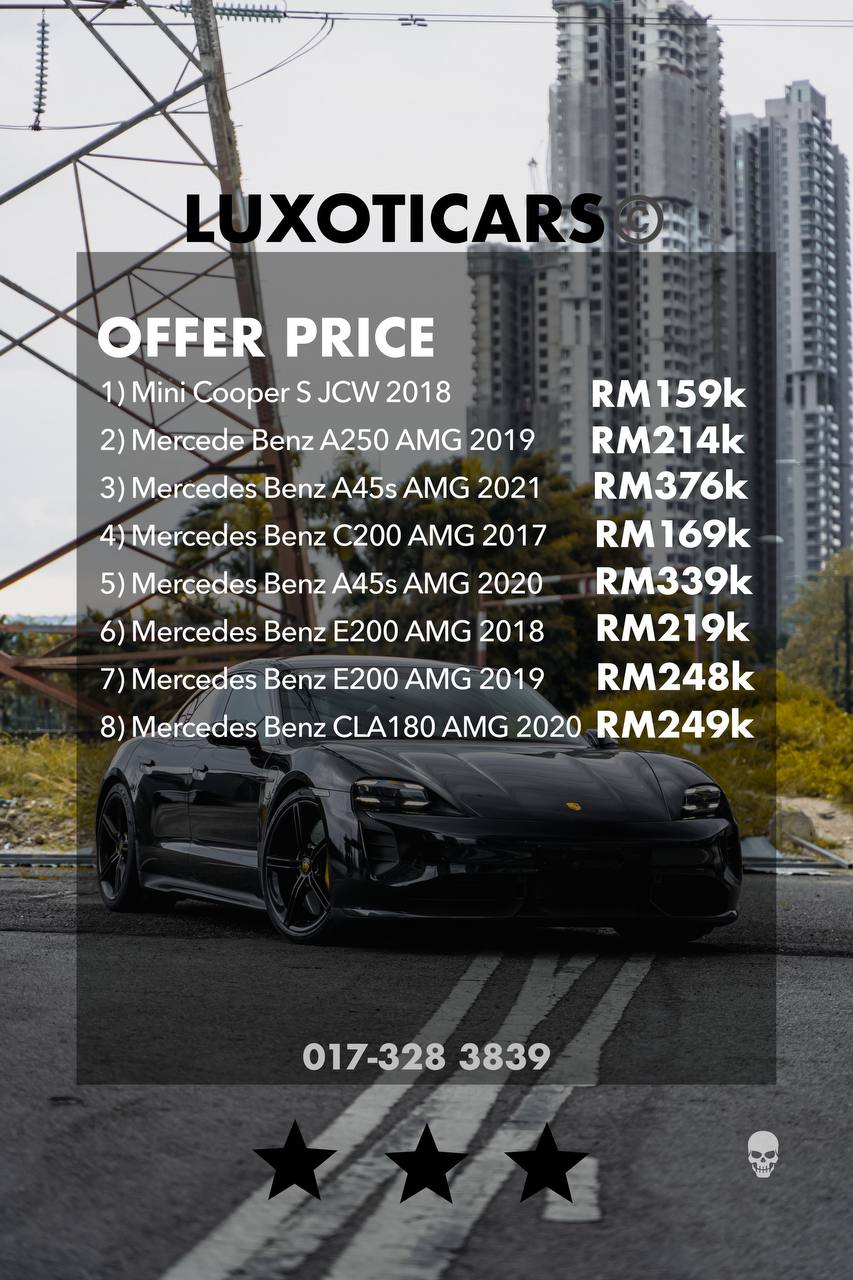 LUXOTICARS©
OFFER PRICE
1) Mini Cooper S JCW 2018 RM159k
2) Mercede Benz A250 AMG 2019 RM214k
3) Mercedes Benz A45s AMG 2021 RM376k
4) Mercedes Benz C200 AMG 2017 RM169k
5) Mercedes Benz A45s AMG 2020 RM339k
6) Mercedes Benz E200 AMG 2018 RM219k
7) Mercedes Benz E200 AMG 2019 RM248k
8) Mercedes Benz CLA180 AMG 2020 RM249k
017-328 3839